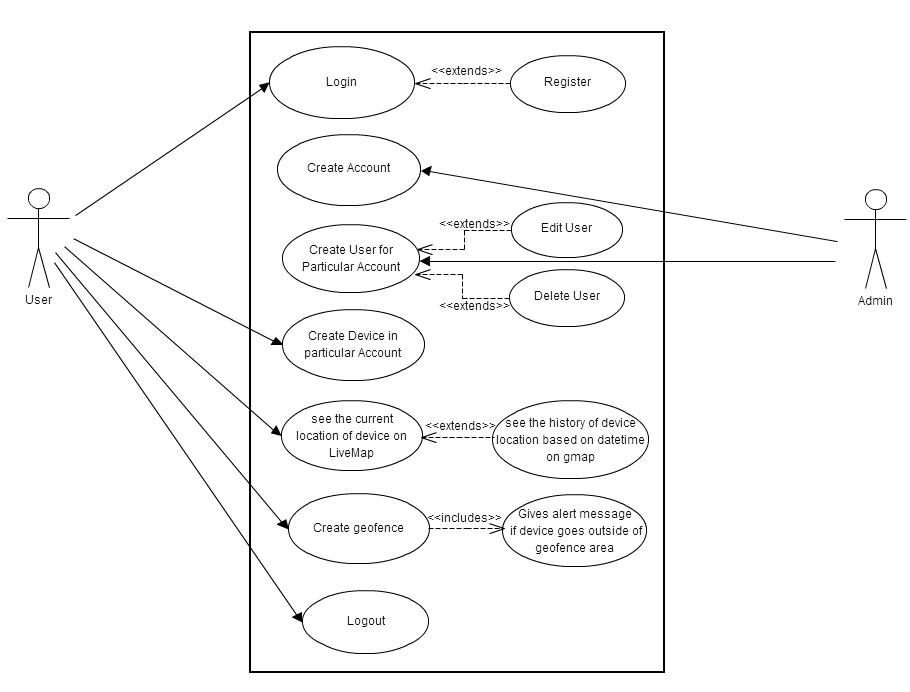 Login
<<extends>>
Register
Create Account
Create User for
Particular Account
<<extends>>
Edit User
<<extends>>
Delete User
User
Admin
Create Device in
particular Account
see the current
location of device on
LiveMap
<<extends>>
see the history of device
location based on datetime
on gmap
Create geofence
<<includes>>
Gives alert message
if device goes outside of
geofence area
Logout